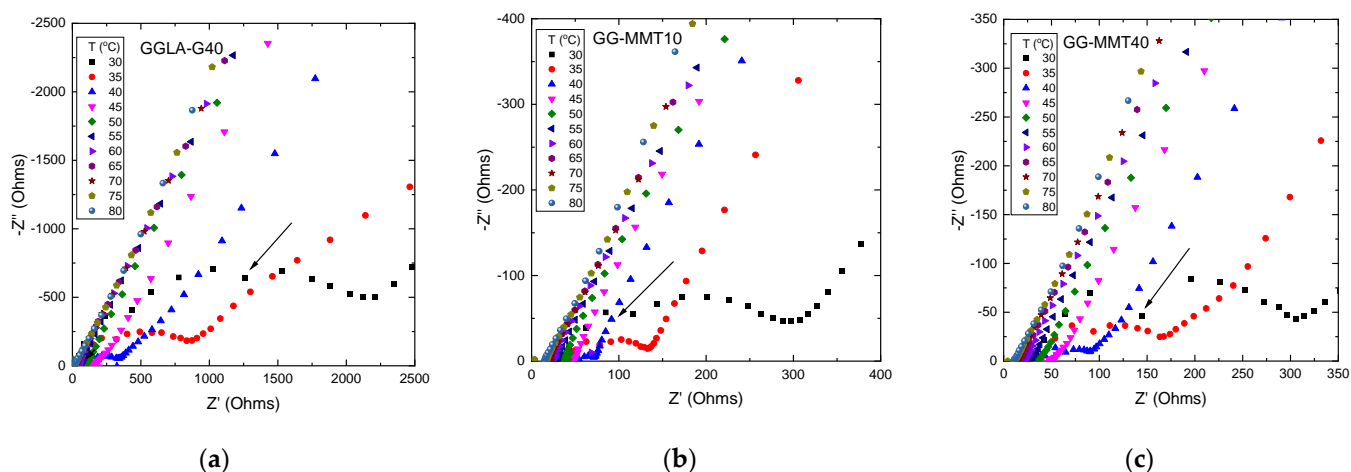 GGLA-G40
T (°C)
30
35
40
45
50
55
60
65
70
75
80
-Z'' (Ohms)
-2500
-2000
-1500
-1000
-500
0
0 500 1000 1500 2000 2500
Z' (Ohms)
(a)
GG-MMT10
T (°C)
30
35
40
45
50
55
60
65
70
75
80
-Z'' (Ohms)
-400
-300
-200
-100
0
0 100 200 300 400
Z' (Ohms)
(b)
GG-MMT40
T (°C)
30
35
40
45
50
55
60
65
70
75
80
-Z'' (Ohms)
-350
-300
-250
-200
-150
-100
-50
0
0 50 100 150 200 250 300 350
Z' (Ohms)
(c)